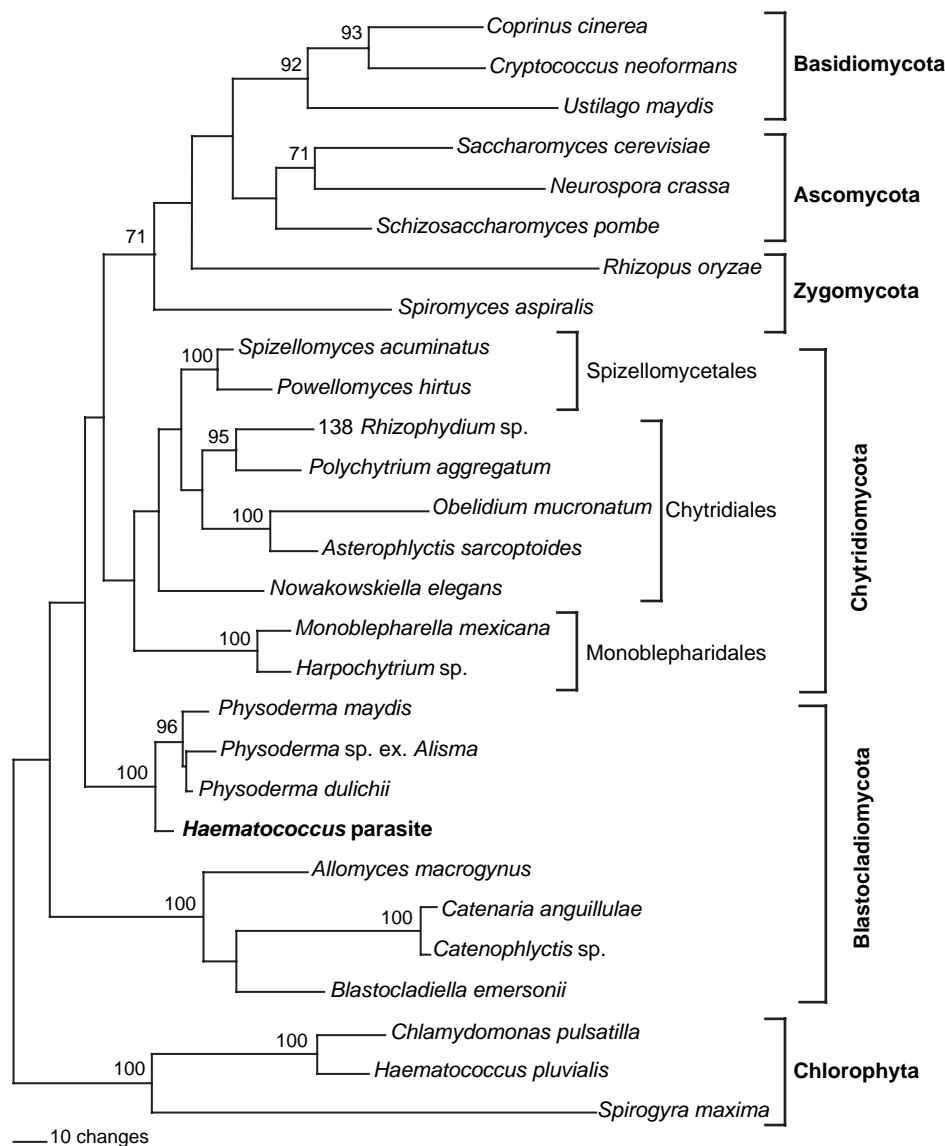 93
Coprinus cinerea
92
Cryptococcus neoformans
Basidiomycota
Ustilago maydis
71
Saccharomyces cerevisiae
Neurospora crassa
Ascomycota
Schizosaccharomyces pombe
71
Rhizopus oryzae
Zygomycota
Spiromyces aspiralis
100
Spizellomyces acuminatus
Spizellomycetales
Powellomyces hirtus
95
138 Rhizophydium sp.
Polychytrium aggregatum
100
Obelidium mucronatum
Chytridiales
Asterophlyctis sarcoptoides
Nowakowskiella elegans
Chytridiomycota
100
Monoblepharella mexicana
Monoblepharidales
Harpochytrium sp.
96
Physoderma maydis
Physoderma sp. ex. Alisma
100
Physoderma dulichii
Haematococcus parasite
Allomyces macrogynus
100
100
Catenaria anguillulae
Catenophlyctis sp.
Blastocladiella emersonii
Blastocladiomycota
100
Chlamydomonas pulsatilla
100
Haematococcus pluvialis
Chlorophyta
Spirogyra maxima
10 changes